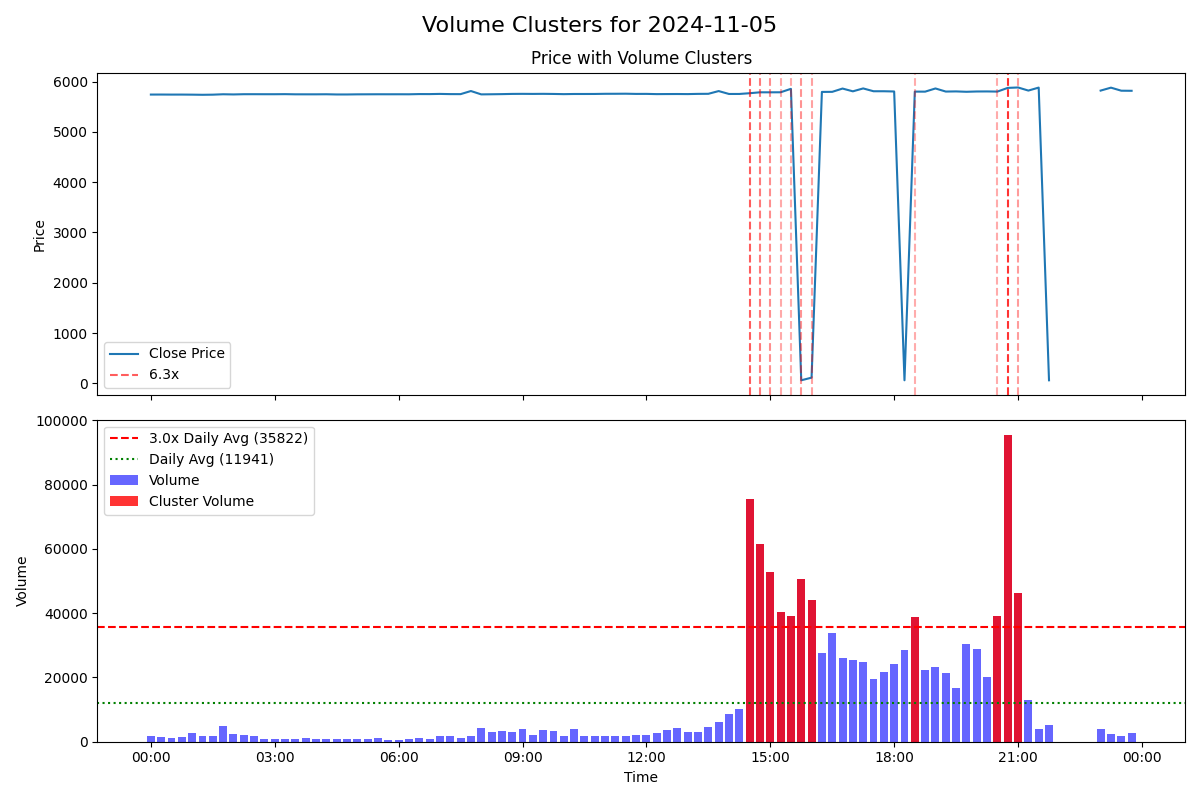 Volume Clusters for 2024-11-05
Price with Volume Clusters
6000
5000
4000
3000
2000
1000
0
Price
Close Price
6.3x
100000
80000
60000
40000
20000
0
Volume
3.0x Daily Avg (35822)
Daily Avg (11941)
Volume
Cluster Volume
00:00 03:00 06:00 09:00 12:00 15:00 18:00 21:00 00:00
Time